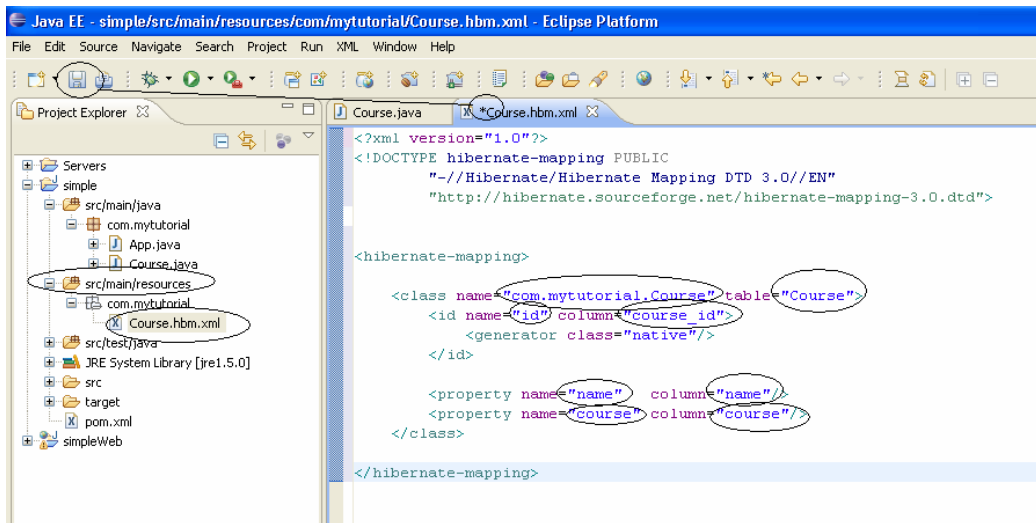 Java EE - simple/src/main/resources/com/mytutorial/Course.hbm.xml - Eclipse Platform
File Edit Source Navigate Search Project Run XML Window Help
Project Explorer
Servers
simple
src/main/java
com.mytutorial
App.java
Course.java
src/main/resources
com.mytutorial
Course.hbm.xml
src/test/java
JRE System Library [jre1.5.0]
src
target
pom.xml
simpleWeb
Course.java *Course.hbm.xml
<?xml version="1.0"?>
<!DOCTYPE hibernate-mapping PUBLIC
"-//Hibernate/Hibernate Mapping DTD 3.0//EN"
"http://hibernate.sourceforge.net/hibernate-mapping-3.0.dtd">
<hibernate-mapping>
<class name="com.mytutorial.Course" table="Course">
<id name="id" column="course_id">
<generator class="native"/>
</id>
<property name="name" column="name"/>
<property name="course" column="course"/>
</class>
</hibernate-mapping>